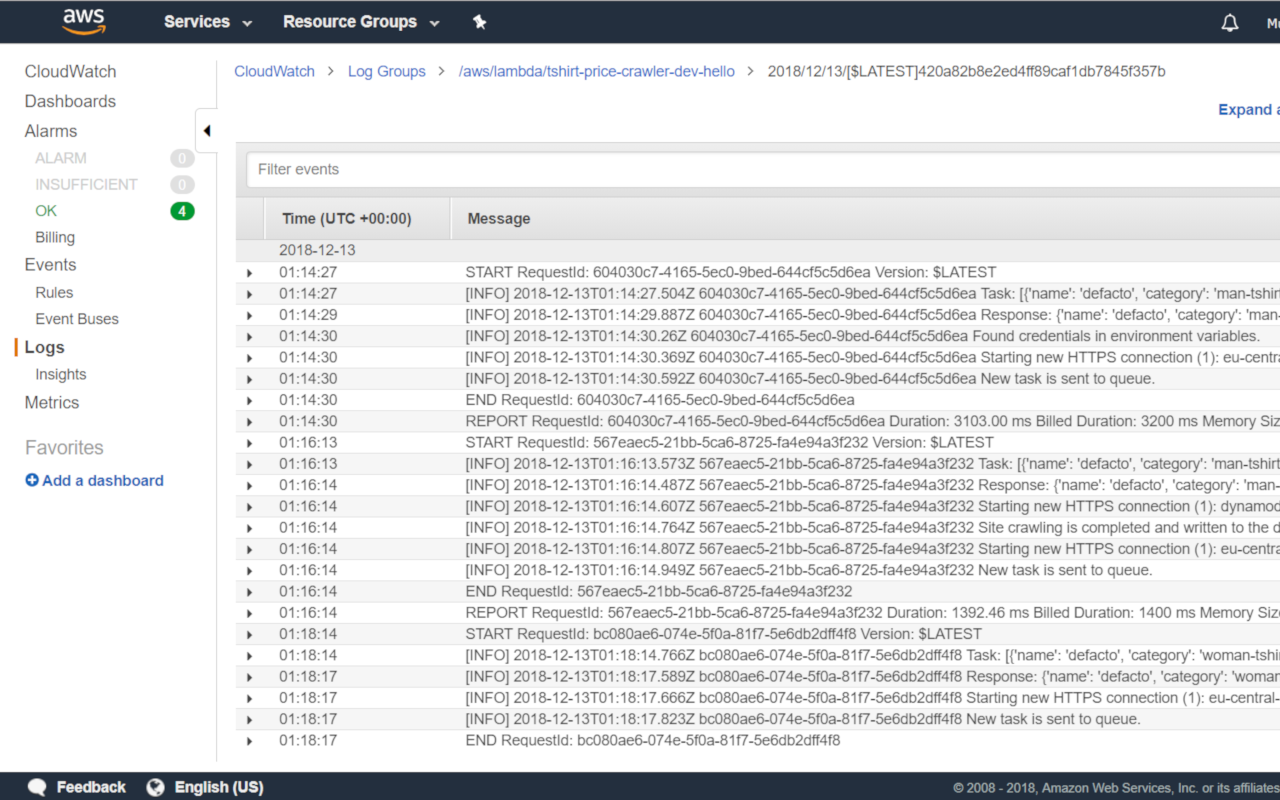 aws Services Resource Groups
CloudWatch
Dashboards
Alarms
ALARM 0
INSUFFICIENT 0
OK 4
Billing
Events
Rules
Event Buses
Logs
Insights
Metrics
Favorites
Add a dashboard
CloudWatch > Log Groups > /aws/lambda/tshirt-price-crawler-dev-hello > 2018/12/13/[$LATEST]420a82b8e2ed4ff89caf1db7845f357b
Expand
Filter events
Time (UTC +00:00) Message
2018-12-13
01:14:27 START RequestId: 604030c7-4165-5ec0-9bed-644cf5c5d6ea Version: $LATEST
01:14:27 [INFO] 2018-12-13T01:14:27.504Z 604030c7-4165-5ec0-9bed-644cf5c5d6ea Task: [{'name': 'defacto', 'category': 'man-tshirt
01:14:29 [INFO] 2018-12-13T01:14:29.887Z 604030c7-4165-5ec0-9bed-644cf5c5d6ea Response: {'name': 'defacto', 'category': 'man-
01:14:30 [INFO] 2018-12-13T01:14:30.26Z 604030c7-4165-5ec0-9bed-644cf5c5d6ea Found credentials in environment variables.
01:14:30 [INFO] 2018-12-13T01:14:30.369Z 604030c7-4165-5ec0-9bed-644cf5c5d6ea Starting new HTTPS connection (1): eu-centra
01:14:30 [INFO] 2018-12-13T01:14:30.592Z 604030c7-4165-5ec0-9bed-644cf5c5d6ea New task is sent to queue.
01:14:30 END RequestId: 604030c7-4165-5ec0-9bed-644cf5c5d6ea
01:14:30 REPORT RequestId: 604030c7-4165-5ec0-9bed-644cf5c5d6ea Duration: 3103.00 ms Billed Duration: 3200 ms Memory Siz
01:16:13 START RequestId: 567eaec5-21bb-5ca6-8725-fa4e94a3f232 Version: $LATEST
01:16:13 [INFO] 2018-12-13T01:16:13.573Z 567eaec5-21bb-5ca6-8725-fa4e94a3f232 Task: [{'name': 'defacto', 'category': 'man-tshirt
01:16:14 [INFO] 2018-12-13T01:16:14.487Z 567eaec5-21bb-5ca6-8725-fa4e94a3f232 Response: {'name': 'defacto', 'category': 'man-
01:16:14 [INFO] 2018-12-13T01:16:14.607Z 567eaec5-21bb-5ca6-8725-fa4e94a3f232 Starting new HTTPS connection (1): dynamod
01:16:14 [INFO] 2018-12-13T01:16:14.764Z 567eaec5-21bb-5ca6-8725-fa4e94a3f232 Site crawling is completed and written to the d
01:16:14 [INFO] 2018-12-13T01:16:14.807Z 567eaec5-21bb-5ca6-8725-fa4e94a3f232 Starting new HTTPS connection (1): eu-centra
01:16:14 [INFO] 2018-12-13T01:16:14.949Z 567eaec5-21bb-5ca6-8725-fa4e94a3f232 New task is sent to queue.
01:16:14 END RequestId: 567eaec5-21bb-5ca6-8725-fa4e94a3f232
01:16:14 REPORT RequestId: 567eaec5-21bb-5ca6-8725-fa4e94a3f232 Duration: 1392.46 ms Billed Duration: 1400 ms Memory Siz
01:18:14 START RequestId: bc080ae6-074e-5f0a-81f7-5e6db2dff4f8 Version: $LATEST
01:18:14 [INFO] 2018-12-13T01:18:14.766Z bc080ae6-074e-5f0a-81f7-5e6db2dff4f8 Task: [{'name': 'defacto', 'category': 'woman-tshi
01:18:17 [INFO] 2018-12-13T01:18:17.589Z bc080ae6-074e-5f0a-81f7-5e6db2dff4f8 Response: {'name': 'defacto', 'category': 'woma
01:18:17 [INFO] 2018-12-13T01:18:17.666Z bc080ae6-074e-5f0a-81f7-5e6db2dff4f8 Starting new HTTPS connection (1): eu-central-
01:18:17 [INFO] 2018-12-13T01:18:17.823Z bc080ae6-074e-5f0a-81f7-5e6db2dff4f8 New task is sent to queue.
01:18:17 END RequestId: bc080ae6-074e-5f0a-81f7-5e6db2dff4f8
Feedback English (US) © 2008 - 2018, Amazon Web Services, Inc. or its affiliates